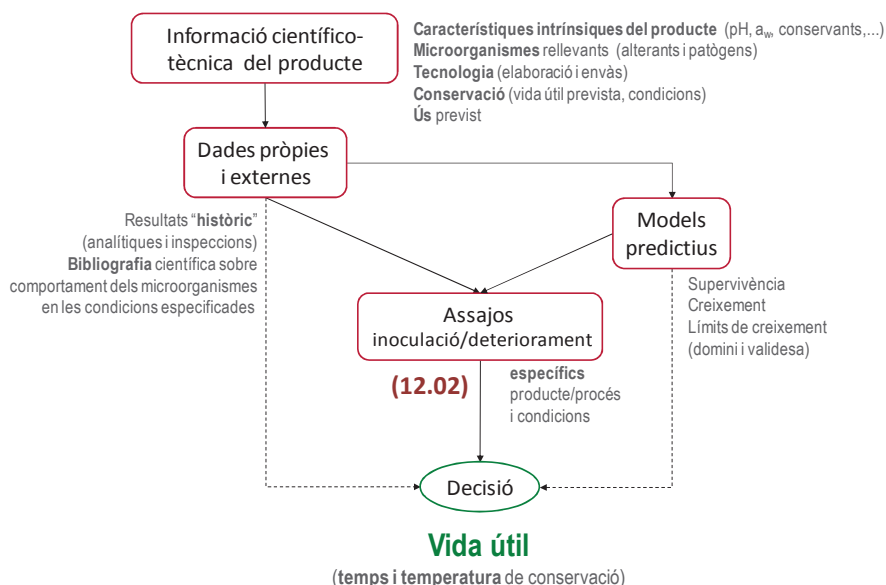 Informació científico-
tècnica del producte
Característiques intrínsiques del producte (pH, aw, conservants,...)
Microorganismes rellevants (alterants i patògens)
Tecnologia (elaboració i envàs)
Conservació (vida útil prevista, condicions)
Ús previst
Dades pròpies
i externes
Resultats “històric”
(analítiques i inspeccions)
Bibliografia científica sobre
comportament dels microorganismes
en les condicions especificades
Models
predictius
Supervivència
Creixement
Límits de creixement
(domini i validesa)
Assajos
inoculació/deteriorament
(12.02)
específics
producte/procés
i condicions
Decisió
Vida útil
(temps i temperatura de conservació)